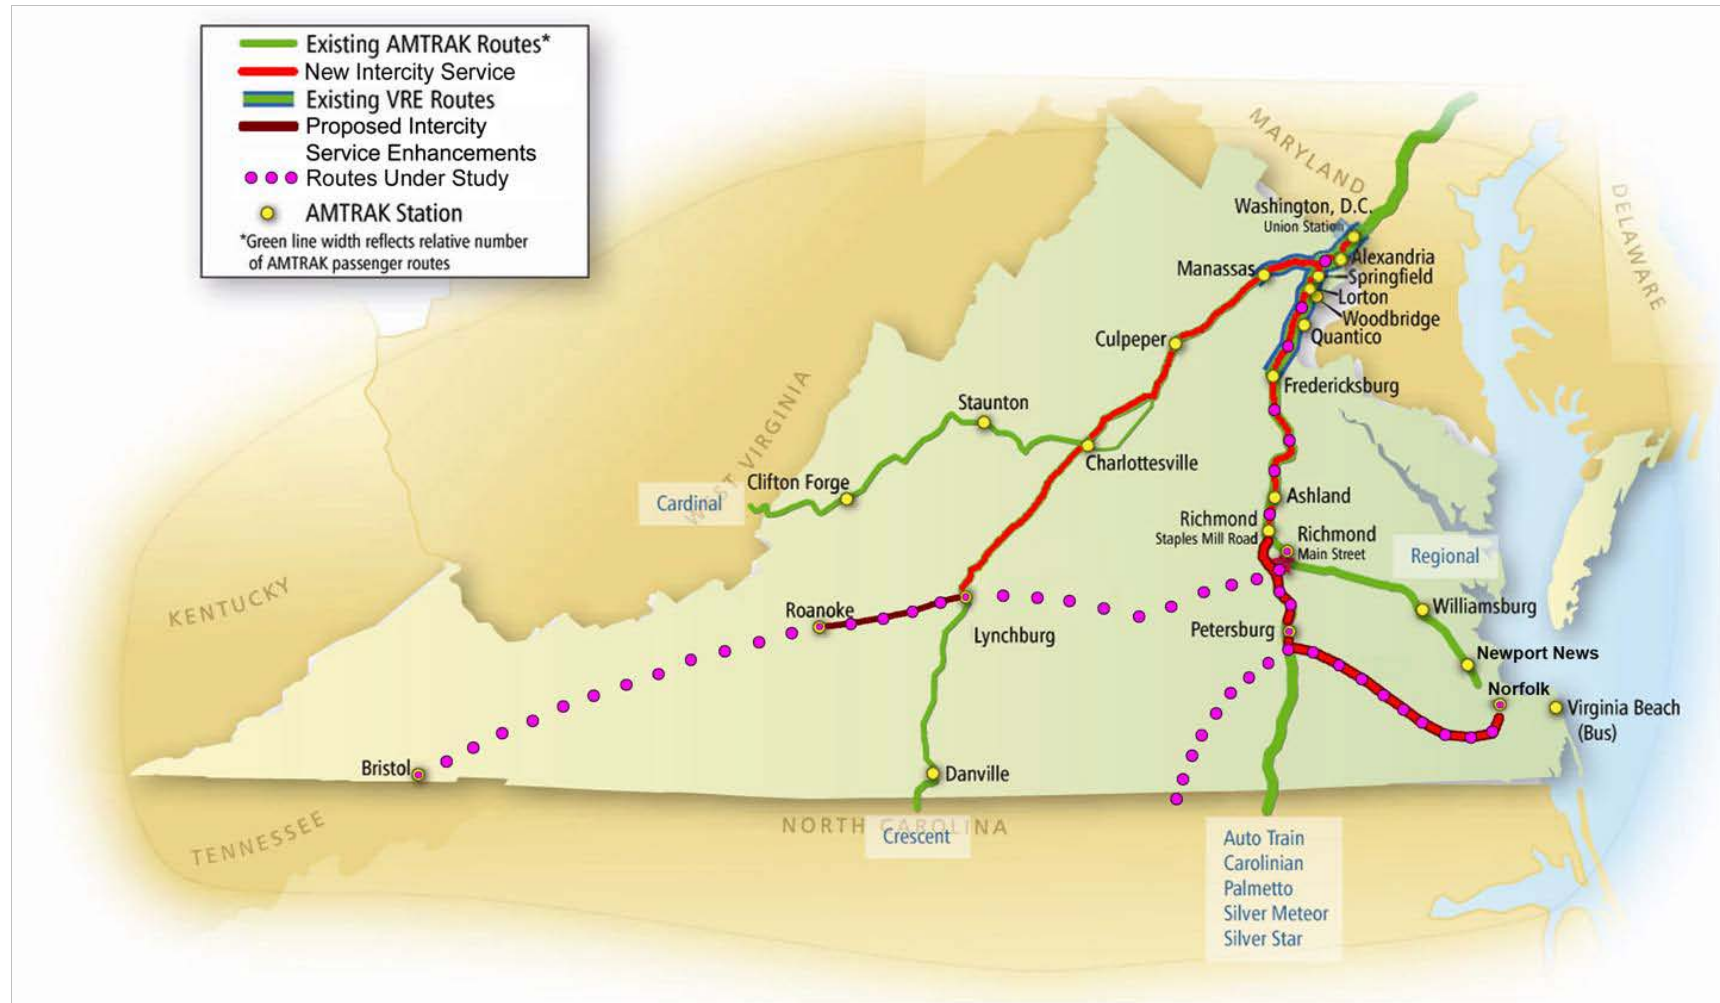 Existing AMTRAK Routes*
New Intercity Service
Existing VRE Routes
Proposed Intercity
Service Enhancements
Routes Under Study
AMTRAK Station
*Green line width reflects relative number
of AMTRAK passenger routes
MARYLAND
DELAWARE
Washington, D.C.
Union Station
Alexandria
Springfield
Manassas
Lorton
Woodbridge
Quantico
Culpeper
Fredericksburg
Staunton
WEST VIRGINIA
Charlottesville
Clifton Forge
Cardinal
Ashland
Richmond
Staples Mill Road
Richmond
Main Street
Regional
KENTUCKY
Roanoke
Lynchburg
Williamsburg
Petersburg
Newport News
Norfolk
Virginia Beach
(Bus)
Bristol
Danville
TENNESSEE
NORTH CAROLINA
Crescent
Auto Train
Carolinian
Palmetto
Silver Meteor
Silver Star